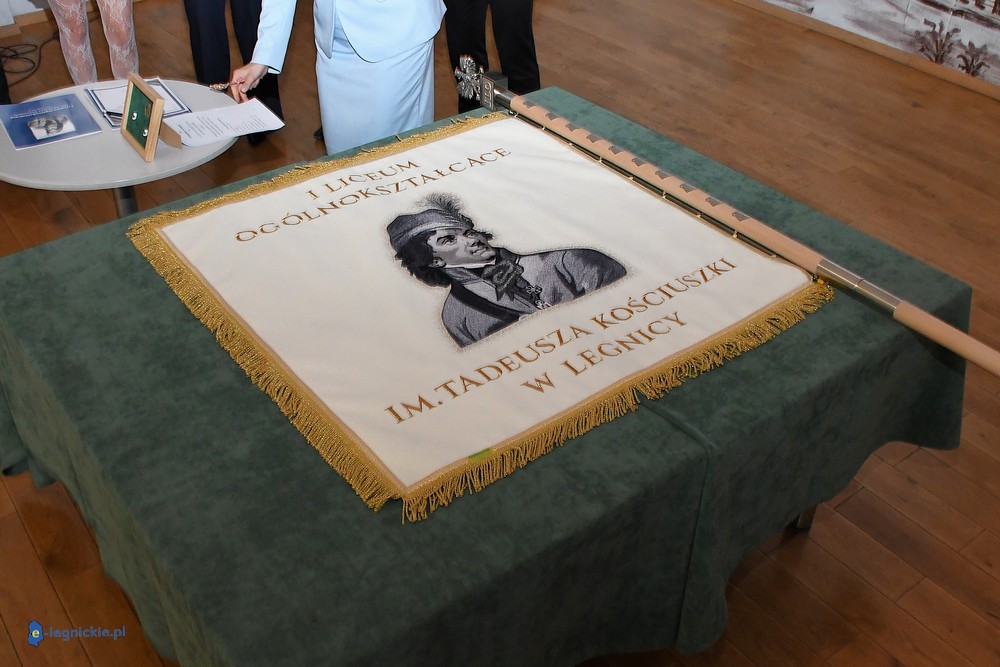 I LICEUM
OGÓLNOKSZTAŁCĄCE
IM. TADEUSZA KOŚCIUSZKI
W LEGNICY
e-legnickie.pl